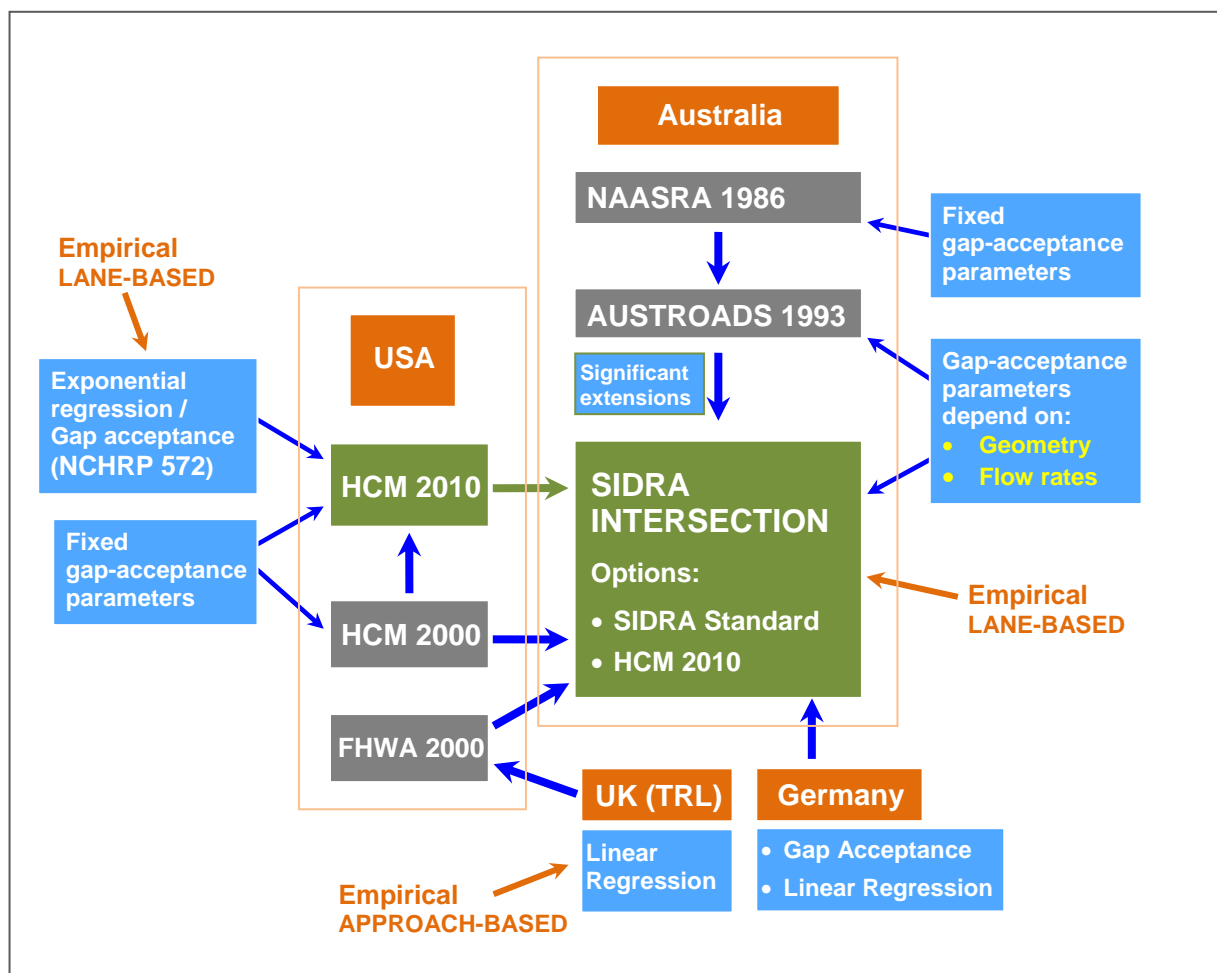 Australia
NAASRA 1986
Fixed
gap-acceptance
parameters
Empirical
LANE-BASED
AUSTROADS 1993
USA
Significant
extensions
Gap-acceptance
parameters
depend on:
• Geometry
• Flow rates
Exponential
regression /
Gap acceptance
(NCHRP 572)
HCM 2010
SIDRA
INTERSECTION
Options:
• SIDRA Standard
• HCM 2010
Fixed
gap-acceptance
parameters
HCM 2000
Empirical
LANE-BASED
FHWA 2000
UK (TRL)
Linear
Regression
Germany
• Gap Acceptance
• Linear Regression
Empirical
APPROACH-BASED